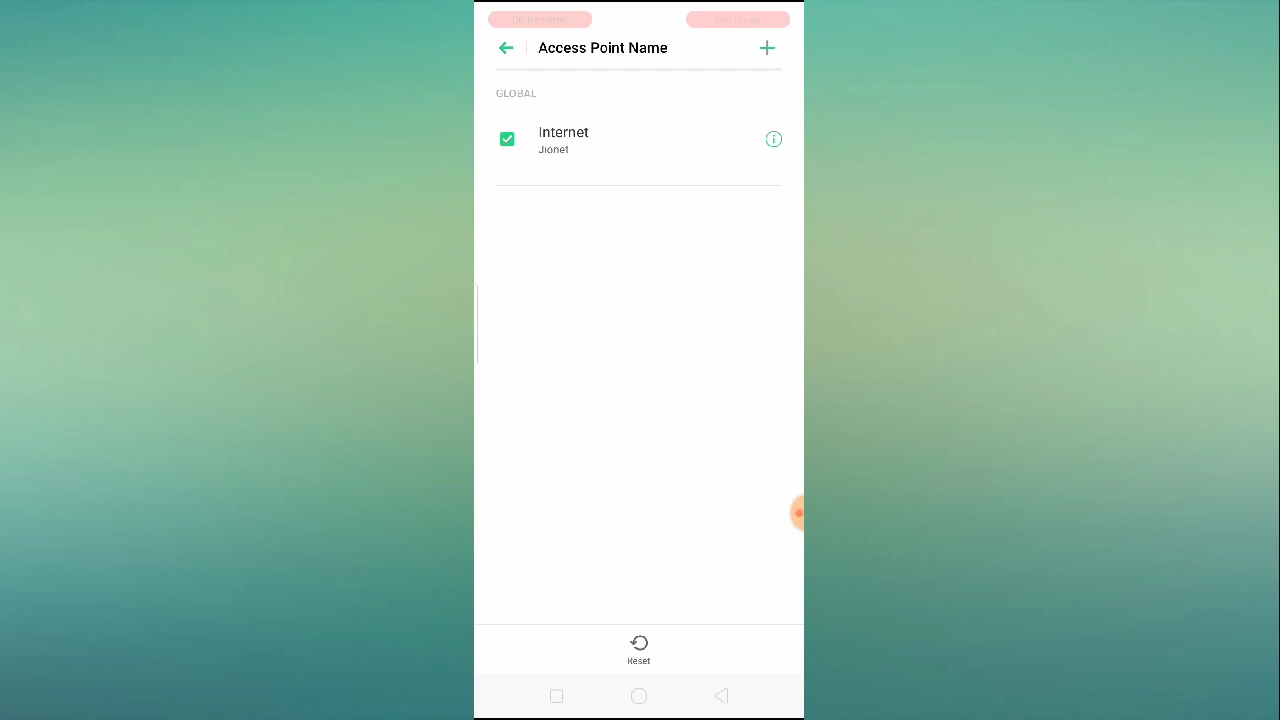 Access Point Name
GLOBAL
Internet
Jionet
Reset